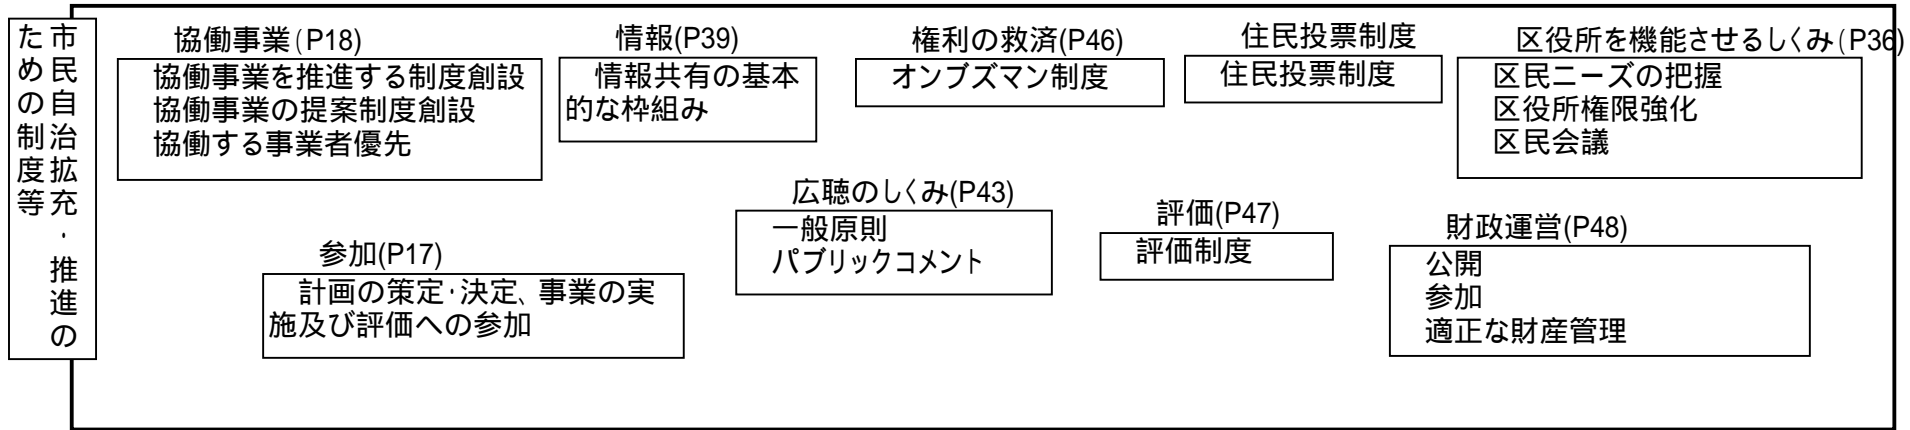 市民自治拡充・推進の
ための制度等
協働事業(P18)
協働事業を推進する制度創設
協働事業の提案制度創設
協働する事業者優先
情報(P39)
情報共有の基本
的な枠組み
権利の救済(P46)
オンブズマン制度
住民投票制度
住民投票制度
区役所を機能させるしくみ(P36)
区民ニーズの把握
区役所権限強化
区民会議
参加(P17)
計画の策定・決定、事業の実
施及び評価への参加
広聴のしくみ(P43)
一般原則
パブリックコメント
評価(P47)
評価制度
財政運営(P48)
公開
参加
適正な財産管理